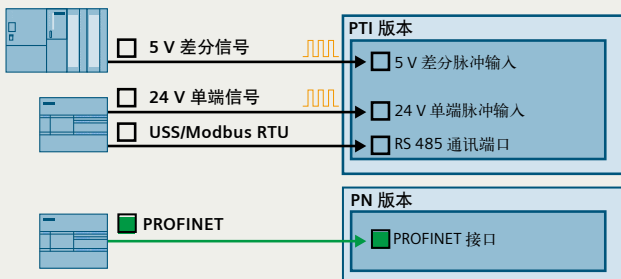 PTI 版本
5 V 差分信号
5 V 差分脉冲输入
24 V 单端信号
24 V 单端脉冲输入
USS/Modbus RTU
RS 485 通讯端口
PN 版本
PROFINET
PROFINET 接口